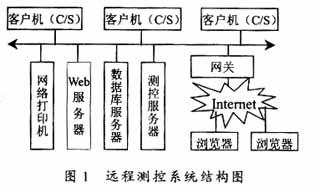 客户机（C/S）
客户机（C/S）
客户机（C/S）
网络打印机
Web服务器
数据库服务器
测控服务器
网关
Internet
浏览器
浏览器
图 1 远程测控系统结构图